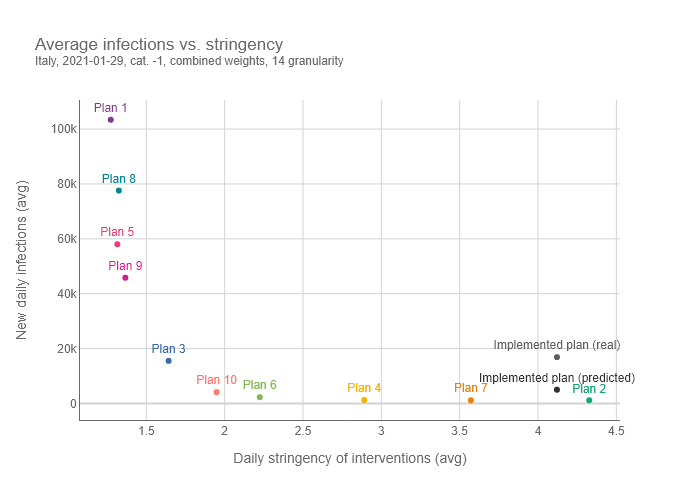 Average infections vs. stringency
Italy, 2021-01-29, cat. -1, combined weights, 14 granularity
Plan 1
100k
Plan 8
80k
Plan 5
60k
Plan 9
40k
Plan 3
Implemented plan (real)
20k
Plan 10
Plan 6
Plan 4
Plan 7
Implemented plan (predicted)
Plan 2
0
1.5
2
2.5
3
3.5
4
4.5
New daily infections (avg)
Daily stringency of interventions (avg)